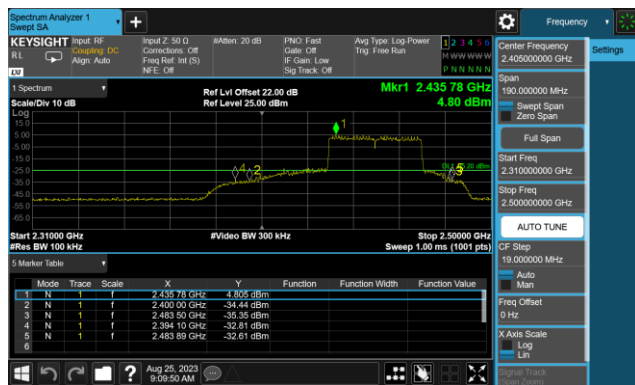 Spectrum Analyzer 1
Swept SA
Frequency
KEYSIGHT
Input: RF
Input Z: 50 Ω
#Atten: 20 dB
PNO: Fast
Avg Type: Log-Power
1 2 3 4 5 6
R L
Coupling: DC
Corrections: Off
Gate: Off
Trig: Free Run
M W W W W W
Align: Auto
Freq Ref: Int (S)
IF Gain: Low
P N N N N N
LXI
NFE: Off
Sig Track: Off
1 Spectrum
Ref Lvl Offset 22.00 dB
Mkr1 2.435 78 GHz
Scale/Div 10 dB
Ref Level 25.00 dBm
4.80 dBm
Log
15.0
5.00
-5.00
-15.0
-25.0
-35.0
-45.0
-55.0
-65.0
1
4 2
5
Start 2.31000 GHz
#Video BW 300 kHz
Stop 2.50000 GHz
#Res BW 100 kHz
Sweep 1.00 ms (1001 pts)
5 Marker Table
Mode Trace Scale X Y Function Function Width Function Value
1 N 1 f 2.435 78 GHz 4.805 dBm
2 N 1 f 2.400 00 GHz -34.44 dBm
3 N 1 f 2.483 50 GHz -35.35 dBm
4 N 1 f 2.394 10 GHz -32.81 dBm
5 N 1 f 2.483 89 GHz -32.61 dBm
6
Aug 25, 2023
9:09:50 AM
?
Center Frequency
2.405000000 GHz
Settings
Span
190.000000 MHz
Swept Span
Zero Span
Full Span
Start Freq
2.310000000 GHz
Stop Freq
2.500000000 GHz
AUTO TUNE
CF Step
19.000000 MHz
Auto
Man
Freq Offset
0 Hz
X Axis Scale
Log
Lin
Signal Track
(Span Zoom)